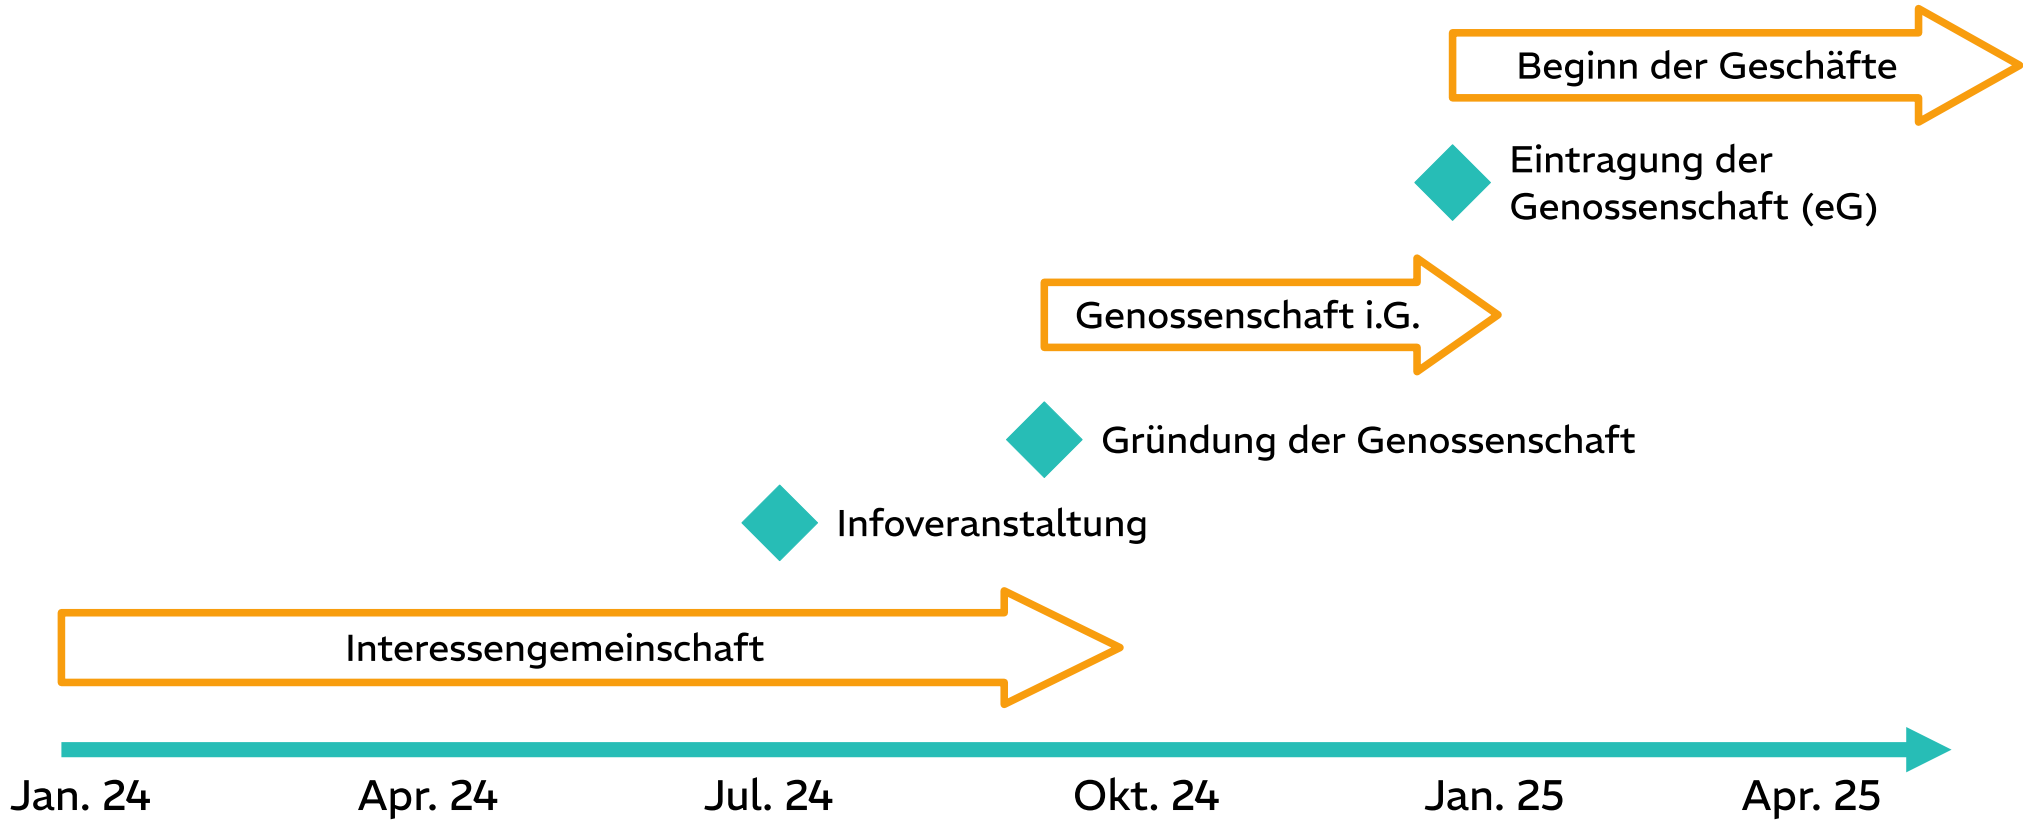 Beginn der Geschäfte
Eintragung der
Genossenschaft (eG)
Genossenschaft i.G.
Gründung der Genossenschaft
Infoveranstaltung
Interessengemeinschaft
Jan. 24 Apr. 24 Jul. 24 Okt. 24 Jan. 25 Apr. 25